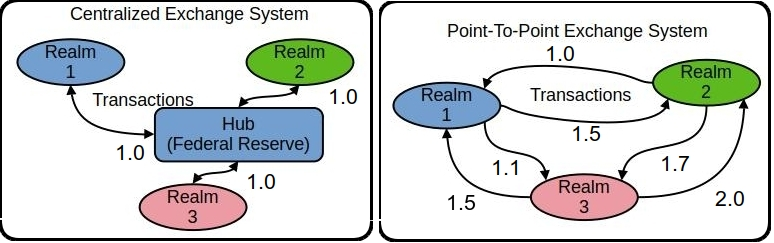 Centralized Exchange System
Realm
1
Realm
2
Transactions
1.0
1.0
Hub
(Federal Reserve)
1.0
Realm
3
Point-To-Point Exchange System
1.0
Realm
1
Realm
2
Transactions
1.5
1.1
1.7
1.5
Realm
3
2.0